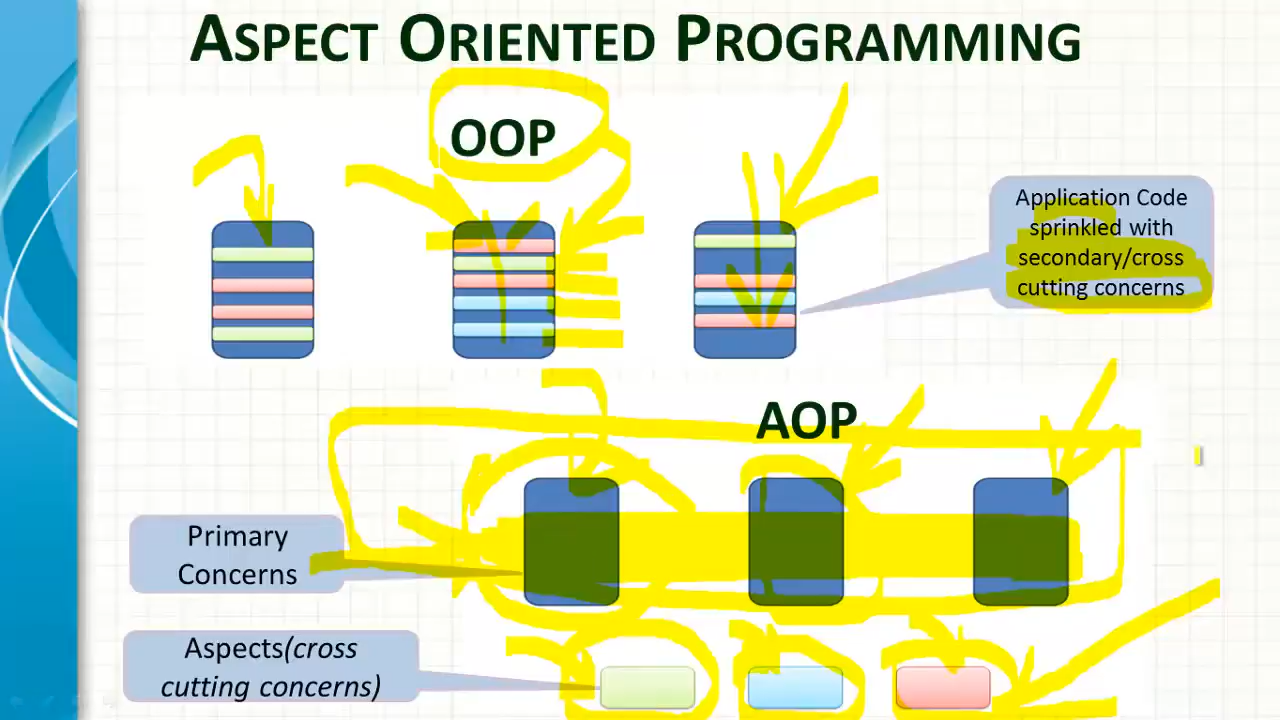 ASPECT ORIENTED PROGRAMMING
OOP
Application Code
sprinkled with
secondary/cross
cutting concerns
AOP
Primary
Concerns
Aspects(cross
cutting concerns)